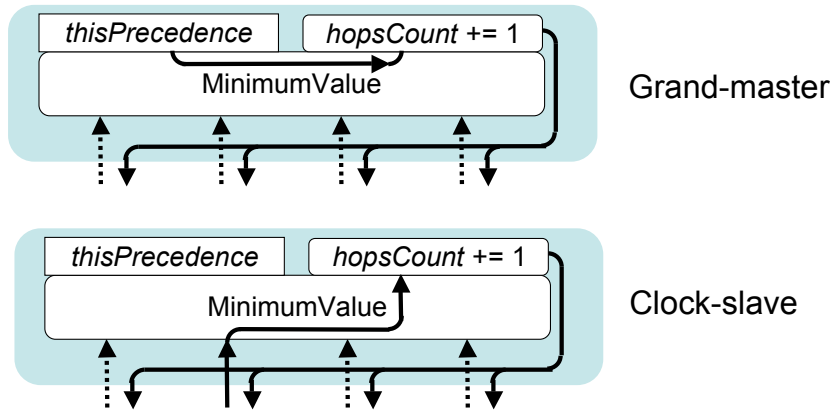 thisPrecedence hopsCount += 1
MinimumValue
Grand-master
thisPrecedence hopsCount += 1
MinimumValue
Clock-slave